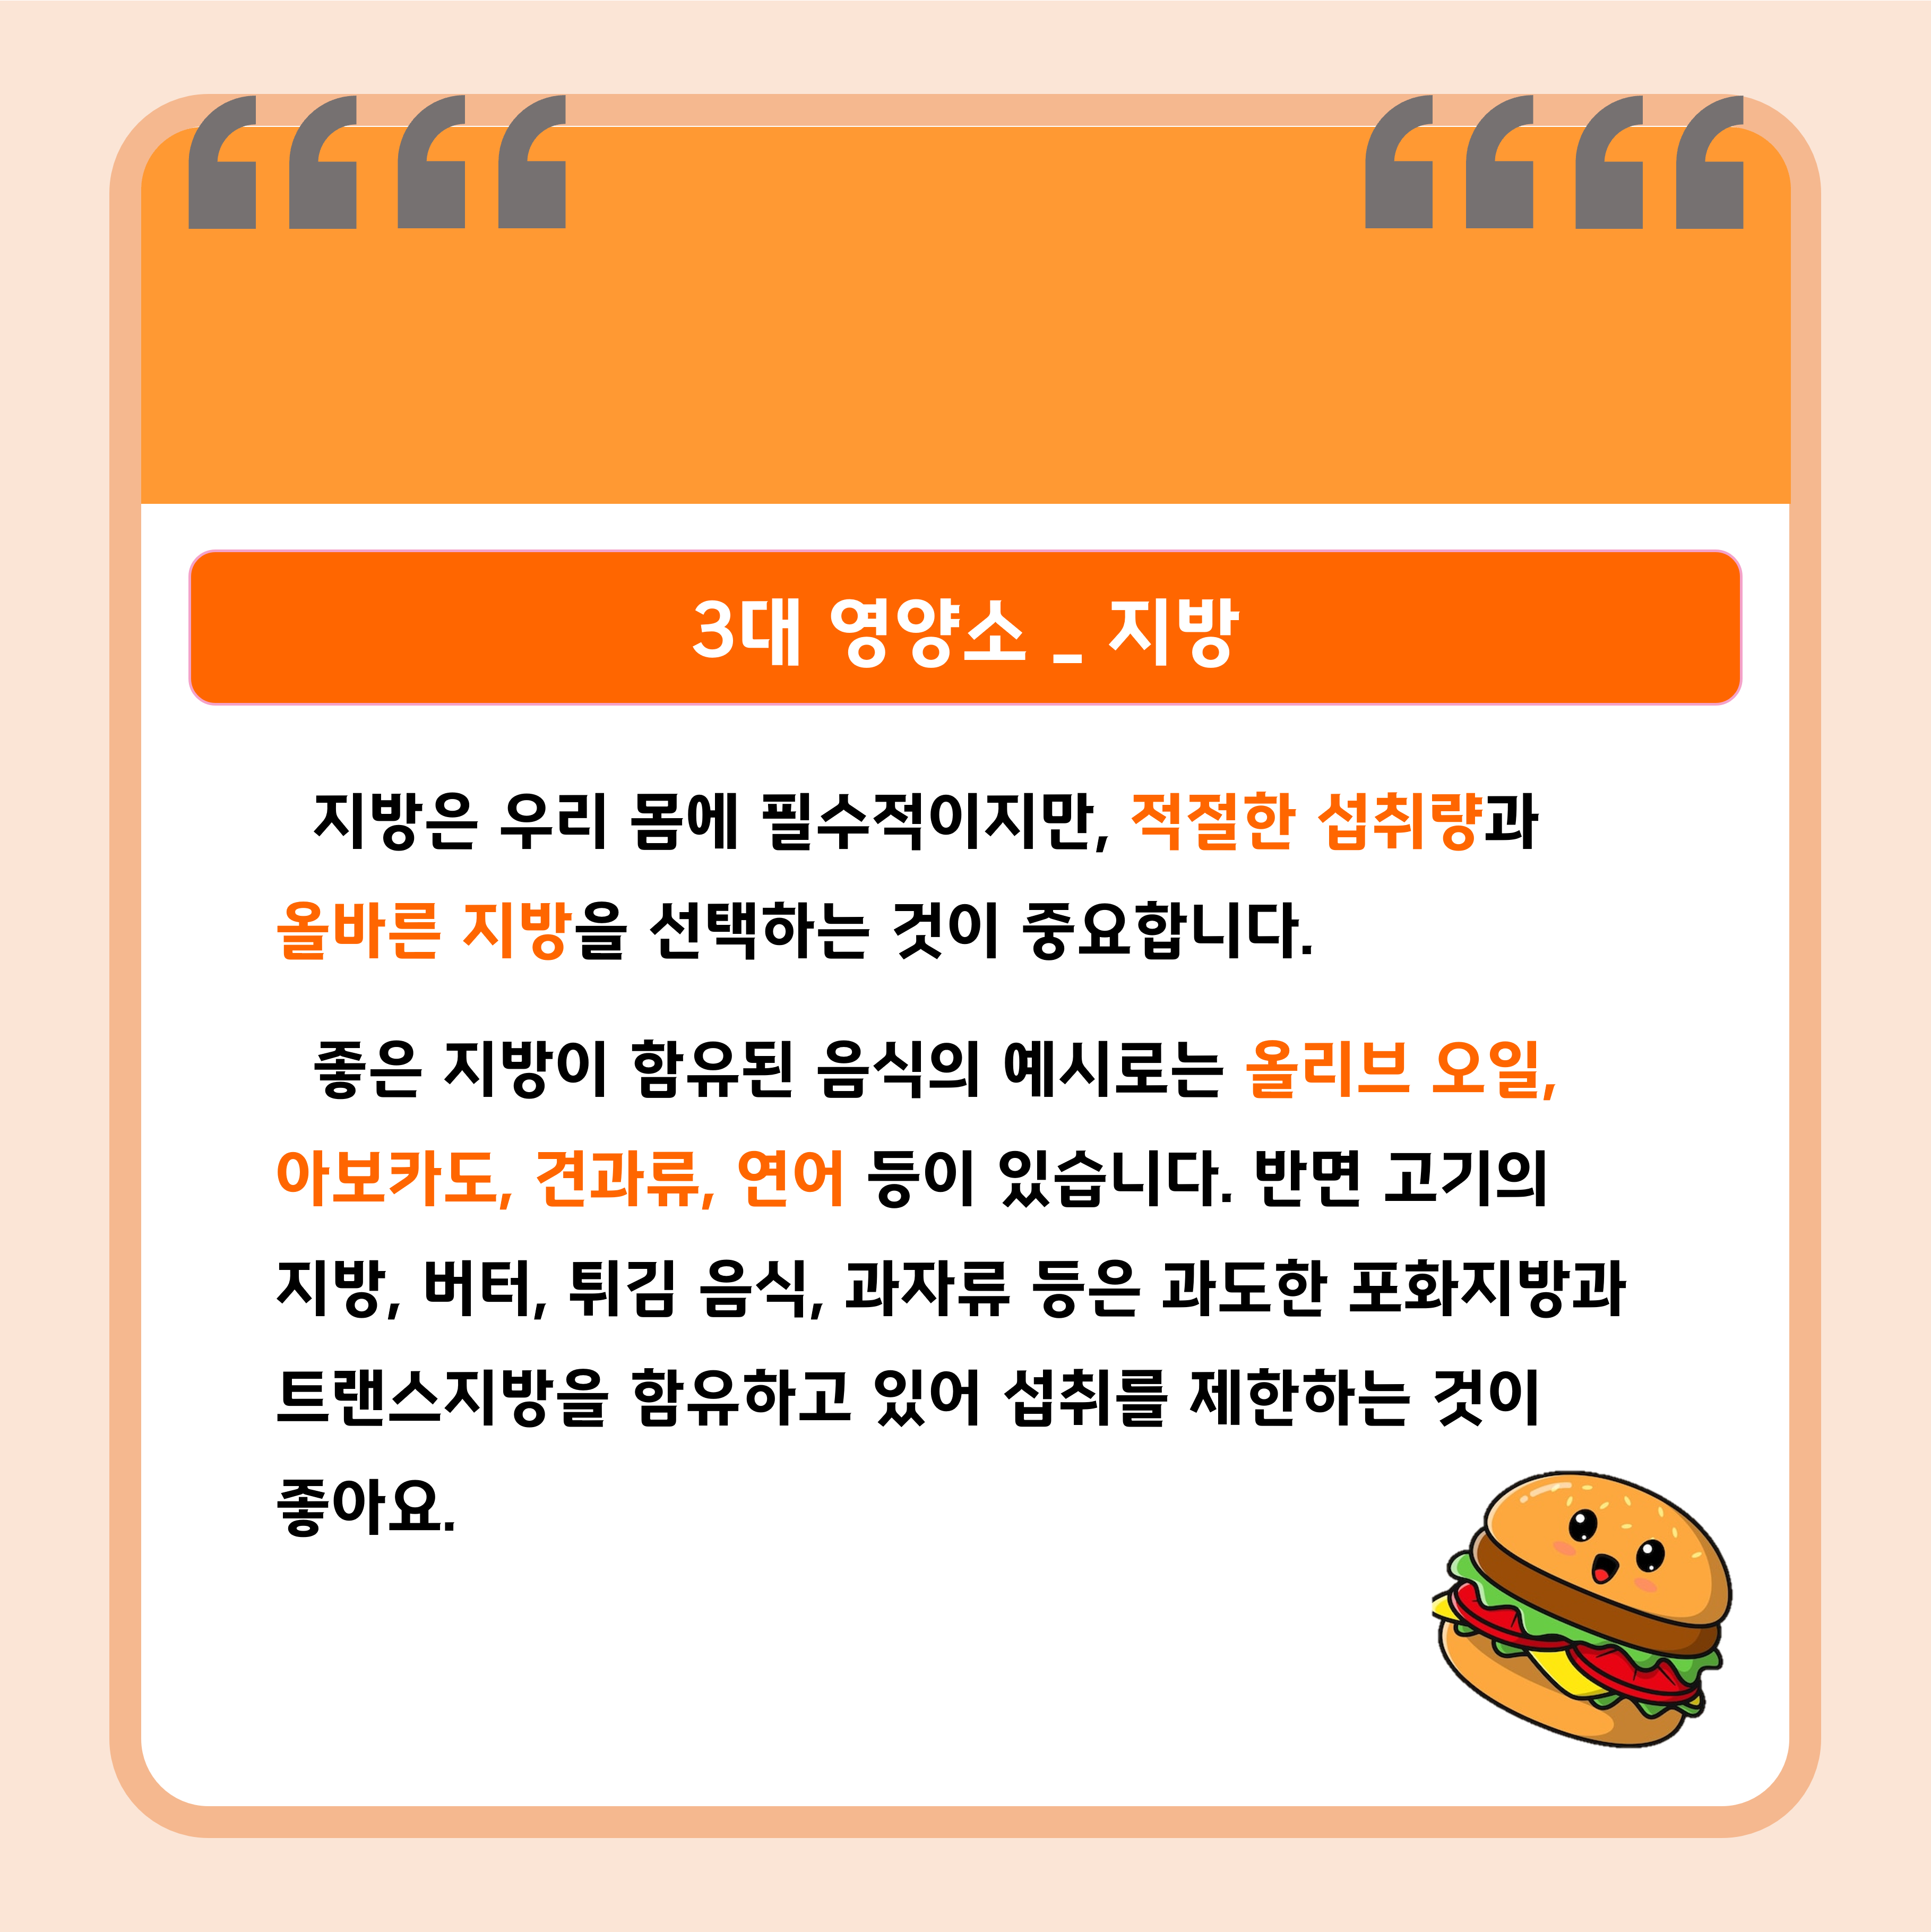 3대 영양소 _ 지방
지방은 우리 몸에 필수적이지만, 적절한 섭취량과
올바른 지방을 선택하는 것이 중요합니다.
좋은 지방이 함유된 음식의 예시로는 올리브 오일,
아보카도, 견과류, 연어 등이 있습니다. 반면 고기의
지방, 버터, 튀김 음식, 과자류 등은 과도한 포화지방과
트랜스지방을 함유하고 있어 섭취를 제한하는 것이
좋아요.